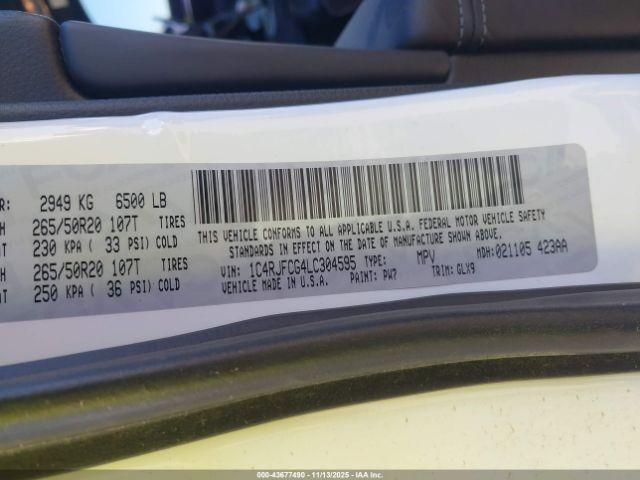 R: 2949 KG 6500 LB
H 265/50R20 107T TIRES
T 230 KPA ( 33 PSI) COLD
H 265/50R20 107T TIRES
T 250 KPA ( 36 PSI) COLD
THIS VEHICLE CONFORMS TO ALL APPLICABLE U.S.A. FEDERAL MOTOR VEHICLE SAFETY
STANDARDS IN EFFECT ON THE DATE OF MANUFACTURE SHOWN ABOVE.
VIN: 1C4RJFCG4LC304595 TYPE: MPV MDH: 021105 423AA
VEHICLE MADE IN U.S.A. PAINT: PW7 TRIM: GLX9
000-43677490 - 11/13/2025 - IAAI.COM